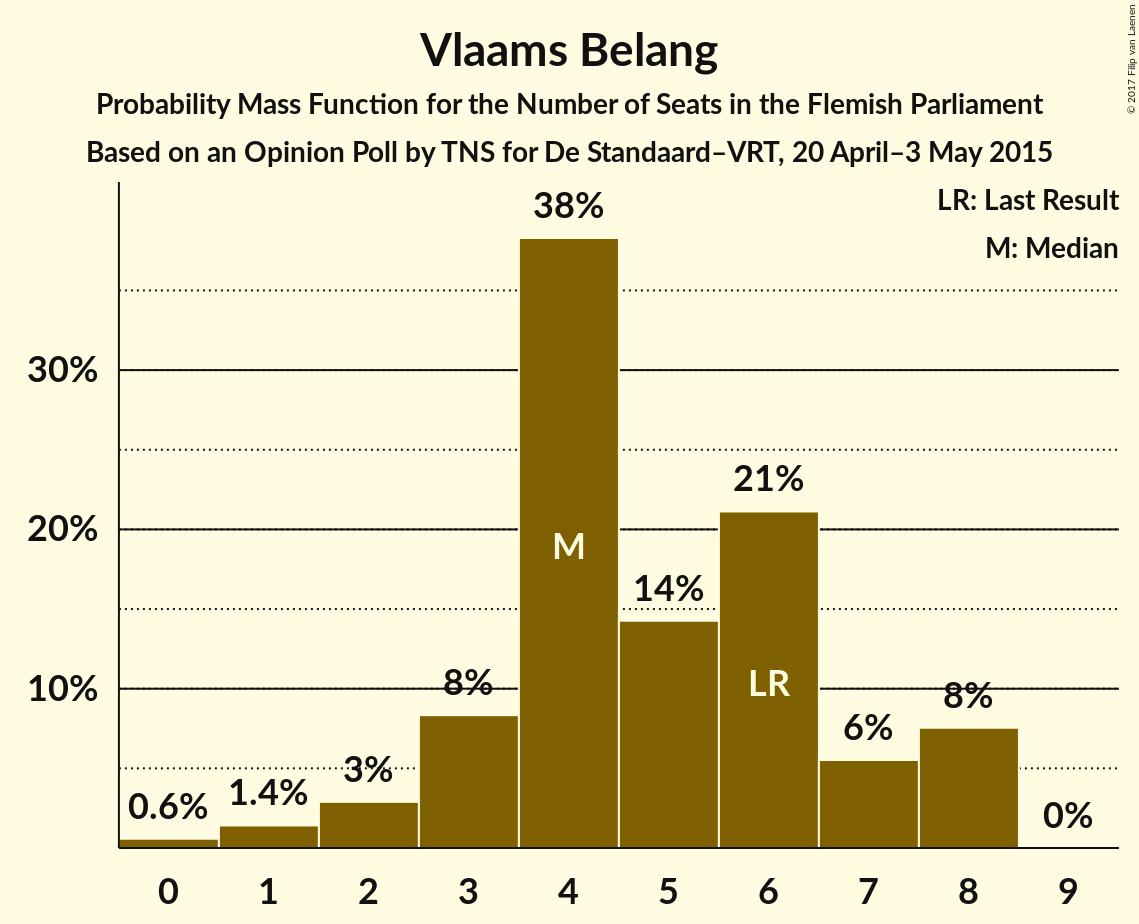 Vlaams Belang
Probability Mass Function for the Number of Seats in the Flemish Parliament
Based on an Opinion Poll by TNS for De Standaard–VRT, 20 April–3 May 2015
© 2017 Filip van Laenen
LR: Last Result
M: Median
38%
30%
21%
20%
M
14%
LR
8%
10%
8%
6%
3%
1.4%
0.6%
0%
0 1 2 3 4 5 6 7 8 9